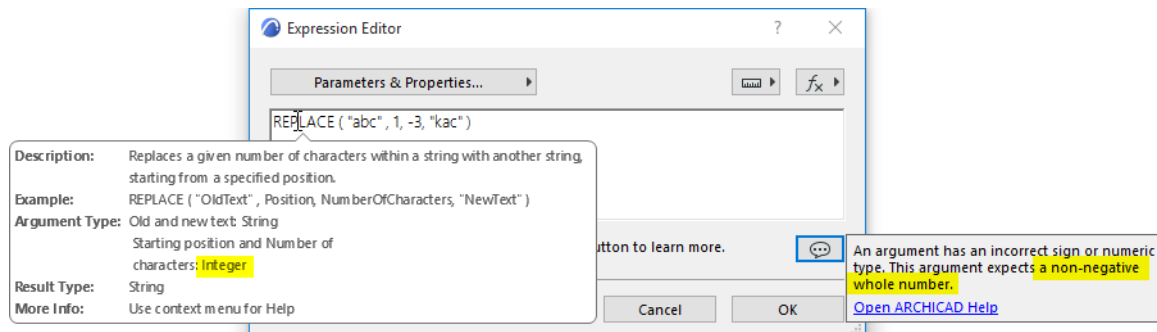 Expression Editor
?
Parameters & Properties...
fx
REPLACE ( "abc" , 1, -3, "kac" )
Description: Replaces a given number of characters within a string with another string,
starting from a specified position.
Example: REPLACE ( "OldText" , Position, NumberOfCharacters, "NewText" )
Argument Type: Old and new text: String
Starting position and Number of
characters: Integer
Result Type: String
More Info: Use context menu for Help
to learn more.
An argument has an incorrect sign or numeric
type. This argument expects a non-negative
whole number.
Open ARCHICAD Help
Cancel
OK